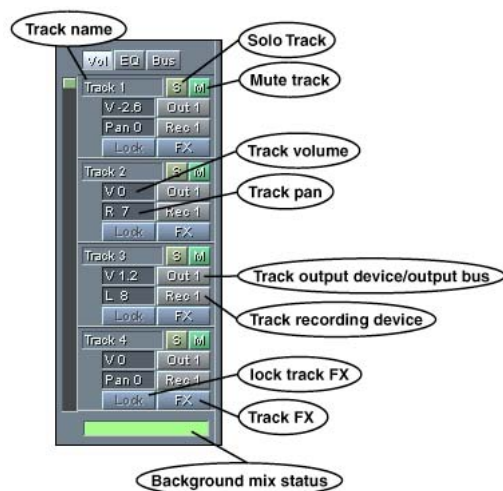 Track name
Solo Track
Vol EQ Bus
Track 1 S M
Mute track
V -2.6 Out 1
Pan 0 Rec 1
Lock FX
Track volume
Track 2 S M
V 0 Out 1
Track pan
R 7 Rec 1
Lock FX
Track 3 S M
V 1.2 Out 1
Track output device/output bus
L 8 Rec 1
Track recording device
Lock FX
Track 4 S M
V 0 Out 1
lock track FX
Pan 0 Rec 1
Lock FX
Track FX
Background mix status